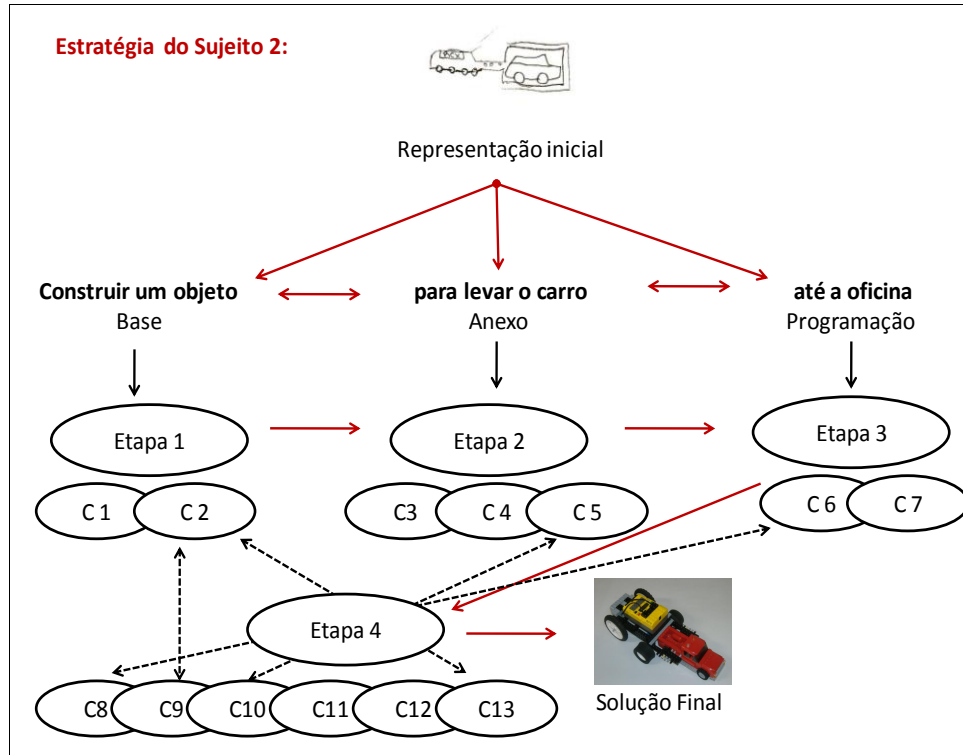 Estratégia do Sujeito 2:
Representação inicial
Construir um objeto
Base
para levar o carro
Anexo
até a oficina
Programação
Etapa 1
Etapa 2
Etapa 3
C 1
C 2
C3
C 4
C 5
C 6
C 7
Etapa 4
Solução Final
C8
C9
C10
C11
C12
C13